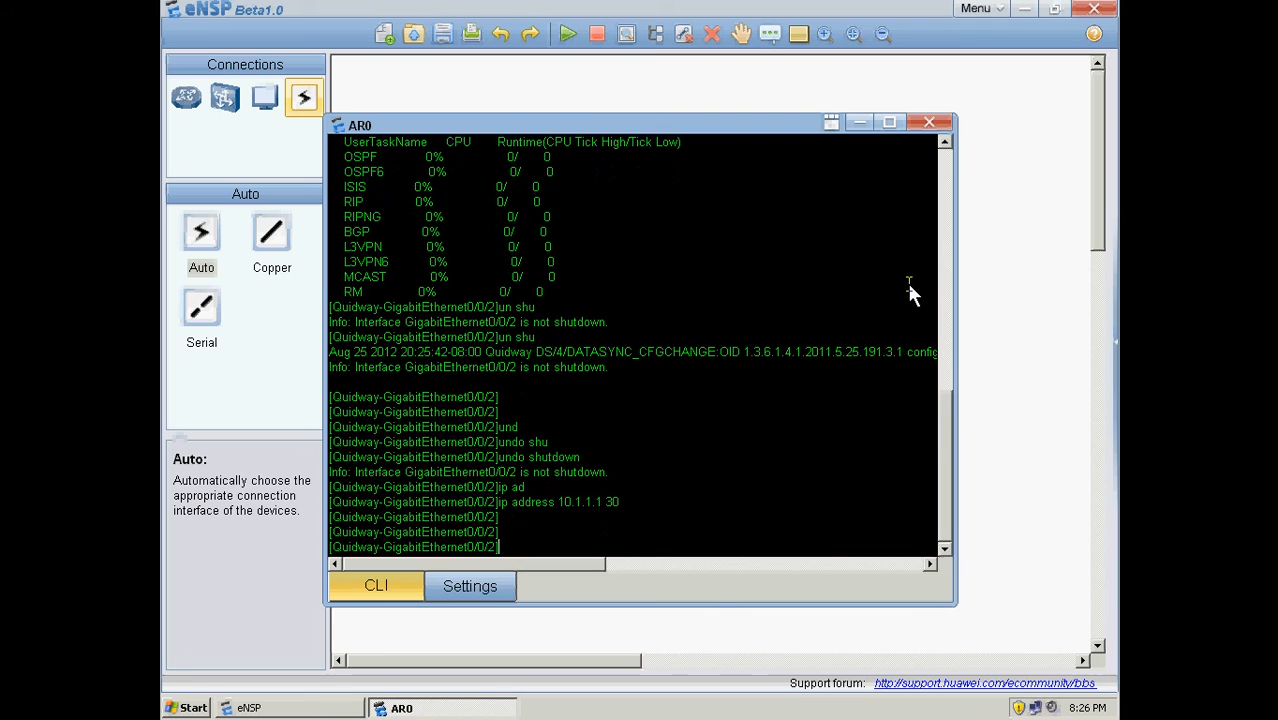 eNSP Beta1.0
Menu
Connections
AR0
UserTaskName CPU Runtime(CPU Tick High/Tick Low)
OSPF 0% 0/ 0
OSPF6 0% 0/ 0
ISIS 0% 0/ 0
RIP 0% 0/ 0
RIPNG 0% 0/ 0
BGP 0% 0/ 0
L3VPN 0% 0/ 0
L3VPN6 0% 0/ 0
MCAST 0% 0/ 0
RM 0% 0/ 0
[Quidway-GigabitEthernet0/0/2]un shu
Info: Interface GigabitEthernet0/0/2 is not shutdown.
[Quidway-GigabitEthernet0/0/2]un shu
Aug 25 2012 20:25:42-08:00 Quidway DS/4/DATASYNC_CFGCHANGE:OID 1.3.6.1.4.1.2011.5.25.191.3.1 config
Info: Interface GigabitEthernet0/0/2 is not shutdown.
[Quidway-GigabitEthernet0/0/2]
[Quidway-GigabitEthernet0/0/2]
[Quidway-GigabitEthernet0/0/2]und
[Quidway-GigabitEthernet0/0/2]undo shu
[Quidway-GigabitEthernet0/0/2]undo shutdown
Info: Interface GigabitEthernet0/0/2 is not shutdown.
[Quidway-GigabitEthernet0/0/2]ip ad
[Quidway-GigabitEthernet0/0/2]ip address 10.1.1.1 30
[Quidway-GigabitEthernet0/0/2]
[Quidway-GigabitEthernet0/0/2]
[Quidway-GigabitEthernet0/0/2]
CLI
Settings
Auto
Auto
Copper
Serial
Auto:
Automatically choose the
appropriate connection
interface of the devices.
Support forum: http://support.huawei.com/ecommunity/bbs
Start
eNSP
AR0
8:26 PM